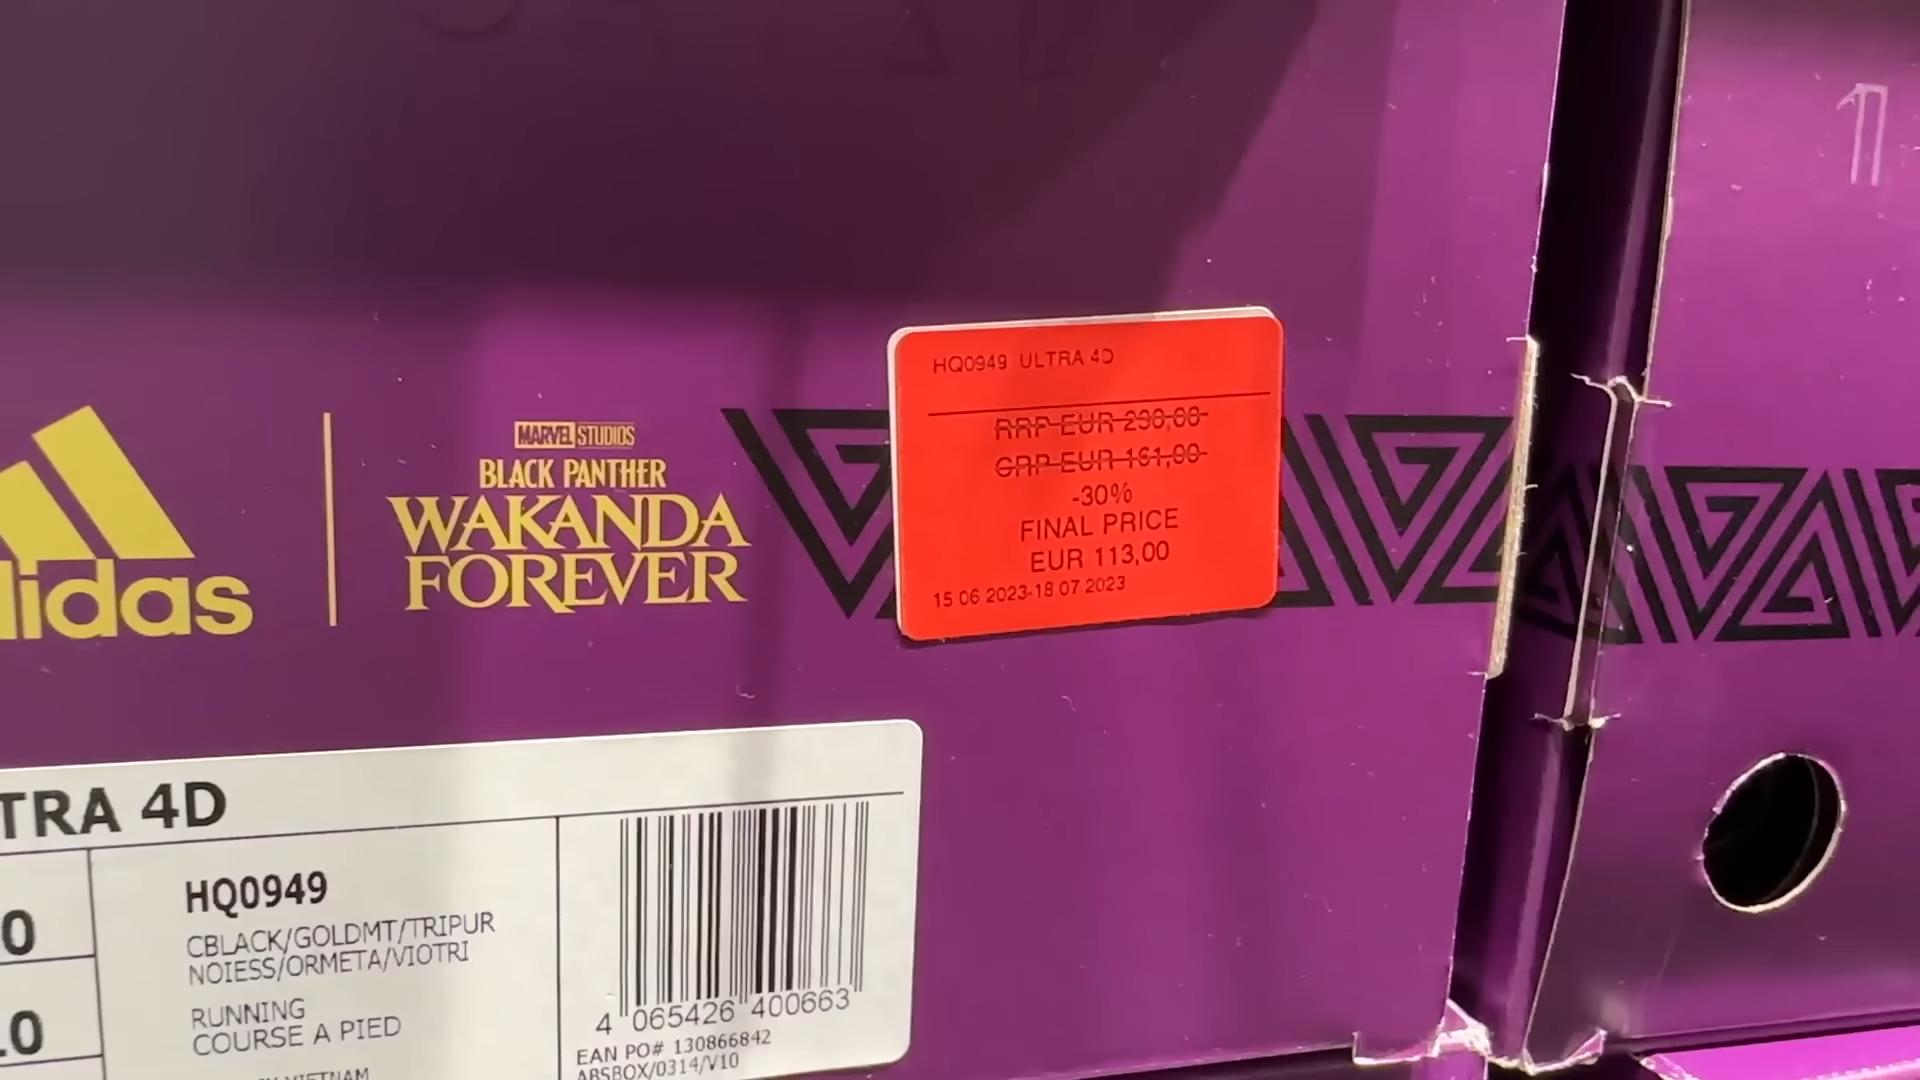 HQ0949 ULTRA 4D
RRP EUR 230,00
CRP EUR 161,00
-30%
FINAL PRICE
EUR 113,00
15 06 2023-18 07 2023
adidas
MARVEL STUDIOS
BLACK PANTHER
WAKANDA
FOREVER
TRA 4D
HQ0949
CBLACK/GOLDMT/TRIPUR
NOIESS/ORMETA/VIOTRI
RUNNING
COURSE A PIED
VIETNAM
4 065426 400663
EAN PO# 130866842
ABSBOX/0314/V10